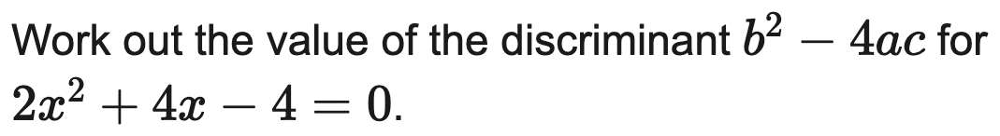 Work out the value of the discriminant b² − 4ac for
2x² + 4x − 4 = 0.